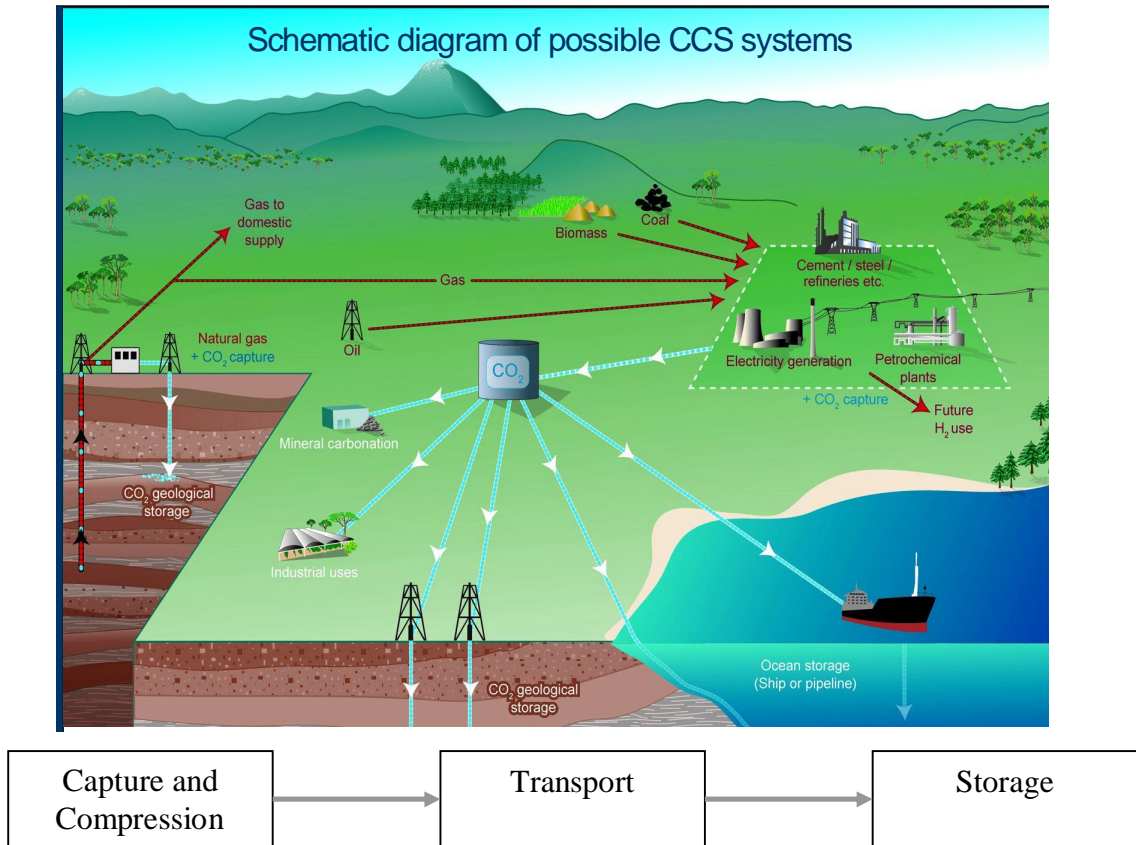 Schematic diagram of possible CCS systems
Gas to
domestic
supply
Coal
Biomass
Cement / steel /
refineries etc.
Gas
Natural gas
+ CO₂ capture
Oil
Electricity generation
Petrochemical
plants
+ CO₂ capture
Future
H₂ use
CO₂
Mineral carbonation
CO₂ geological
storage
Industrial uses
Ocean storage
(Ship or pipeline)
CO₂ geological
storage
Capture and
Compression
Transport
Storage